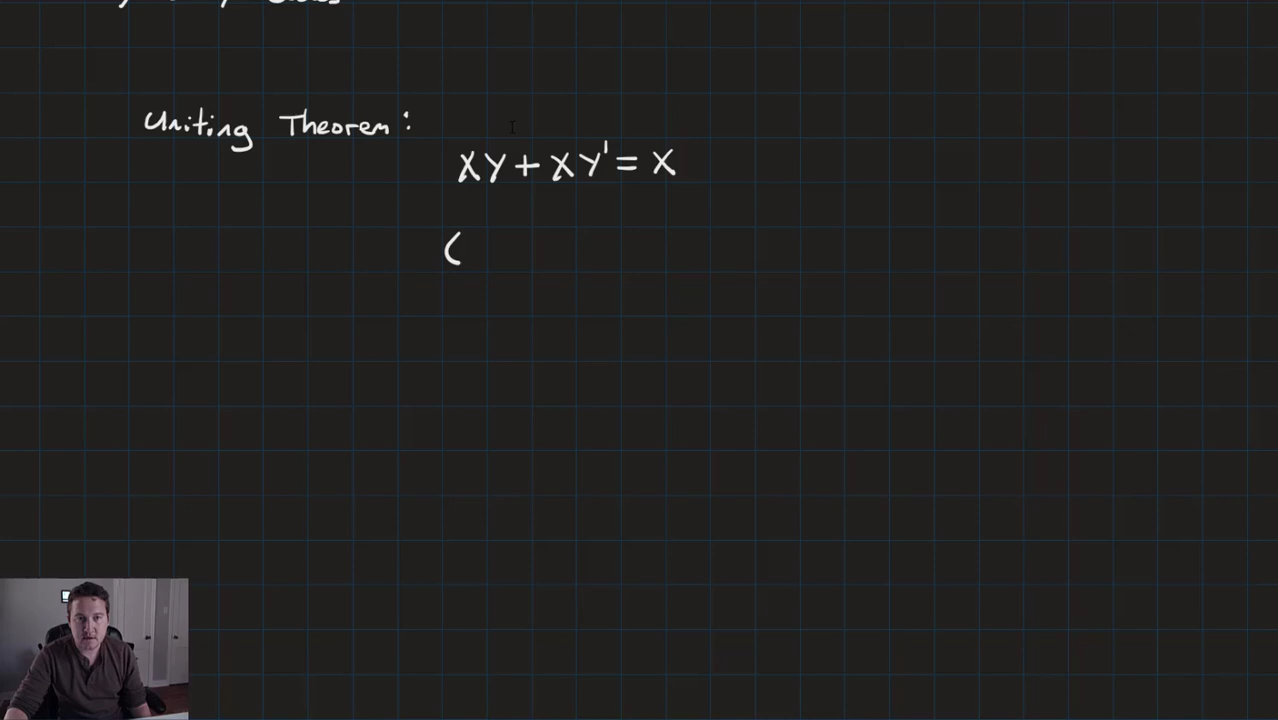 Uniting Theorem:
XY + XY' = X
(